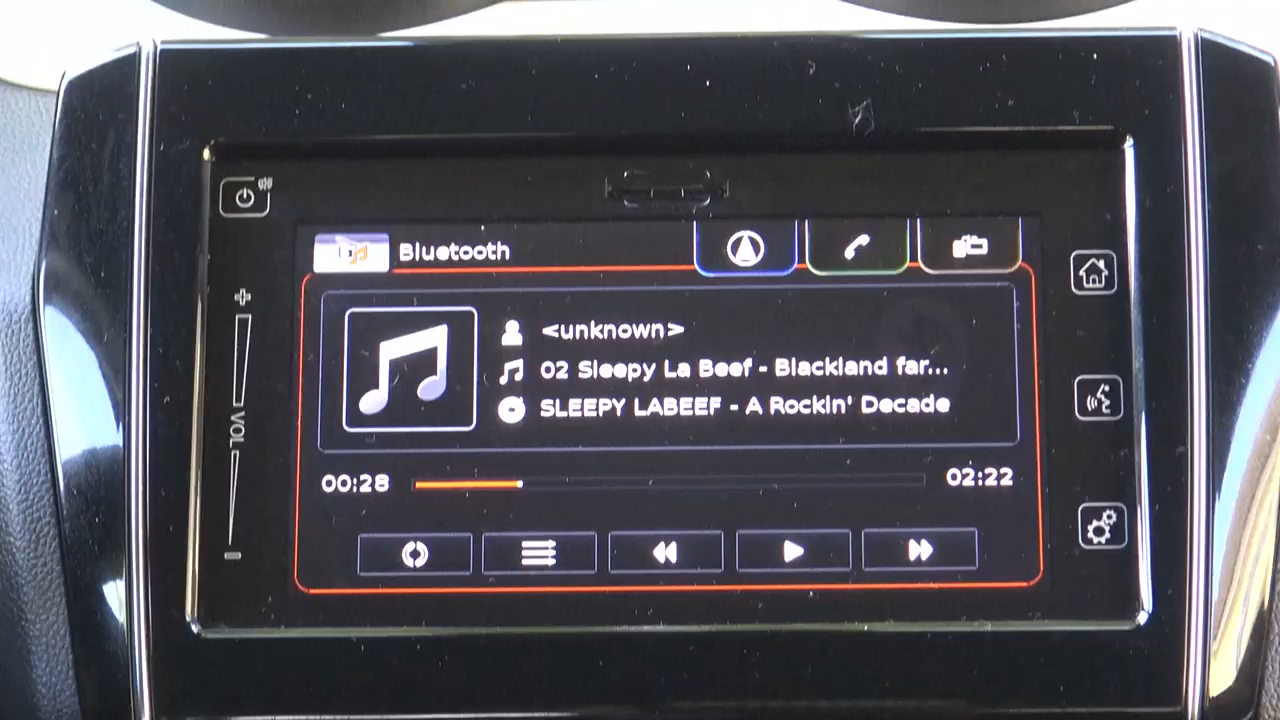 Bluetooth
<unknown>
02 Sleepy La Beef - Blackland far...
SLEEPY LABEEF - A Rockin' Decade
VOL
00:28
02:22